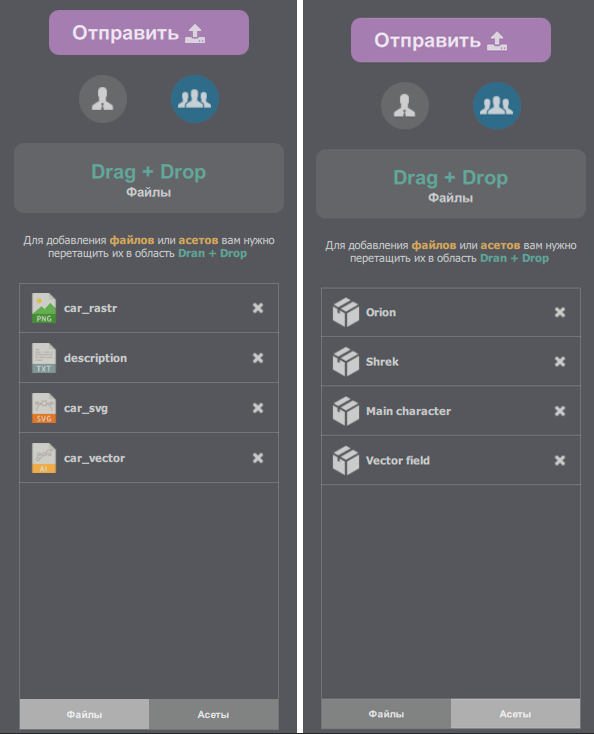 Отправить
Drag + Drop
Файлы
Для добавления файлов или асетов вам нужно
перетащить их в область Dran + Drop
car_rastr
PNG
description
TXT
car_svg
SVG
car_vector
AI
Файлы Асеты
Отправить
Drag + Drop
Файлы
Для добавления файлов или асетов вам нужно
перетащить их в область Dran + Drop
Orion
Shrek
Main character
Vector field
Файлы Асеты